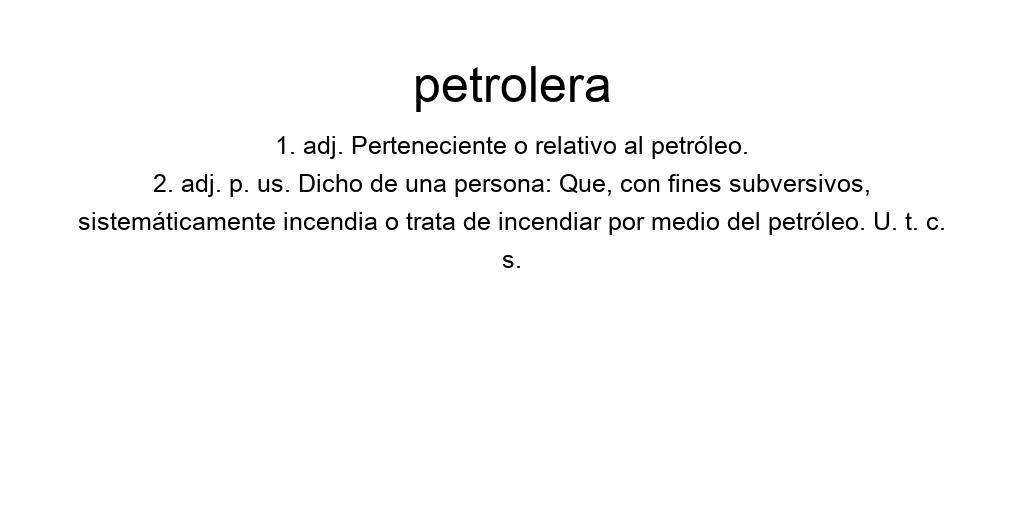 petrolera
1. adj. Perteneciente o relativo al petróleo.
2. adj. p. us. Dicho de una persona: Que, con fines subversivos,
sistemáticamente incendia o trata de incendiar por medio del petróleo. U. t. c.
s.